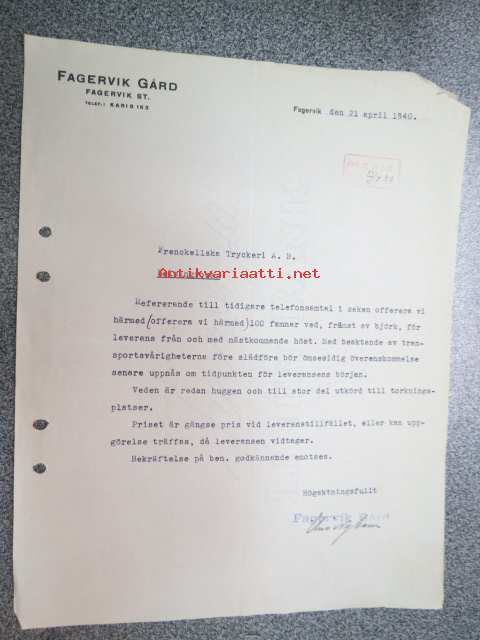 FAGERVIK GÅRD
FAGERVIK ST.
TELEF.: KARIS 163
Fagervik den 21 april 1940.
Frenckellska Tryckeri A. B.
Antikvariaatti.net
Refererande till tidigare telefonsamtal i saken offerera vi
härmed (offerera vi härmed) 100 famnar ved, främst av björk, för
leverans från och med nästkommande höst. Med beaktande av tran-
sportsvårigheterna före slädföre bör ömsesidig överenskommelse
senare uppnås om tidpunkten för leveransens början.
Veden är redan huggen och till stor del utkörd till torknings-
platser.
Priset är gängse pris vid leveranstillfället, eller kan upp-
görelse träffas, då leveransen vidtager.
Bekräftelse på ben. godkännande emotses.
Högaktningsfullt
Fagervik Gård